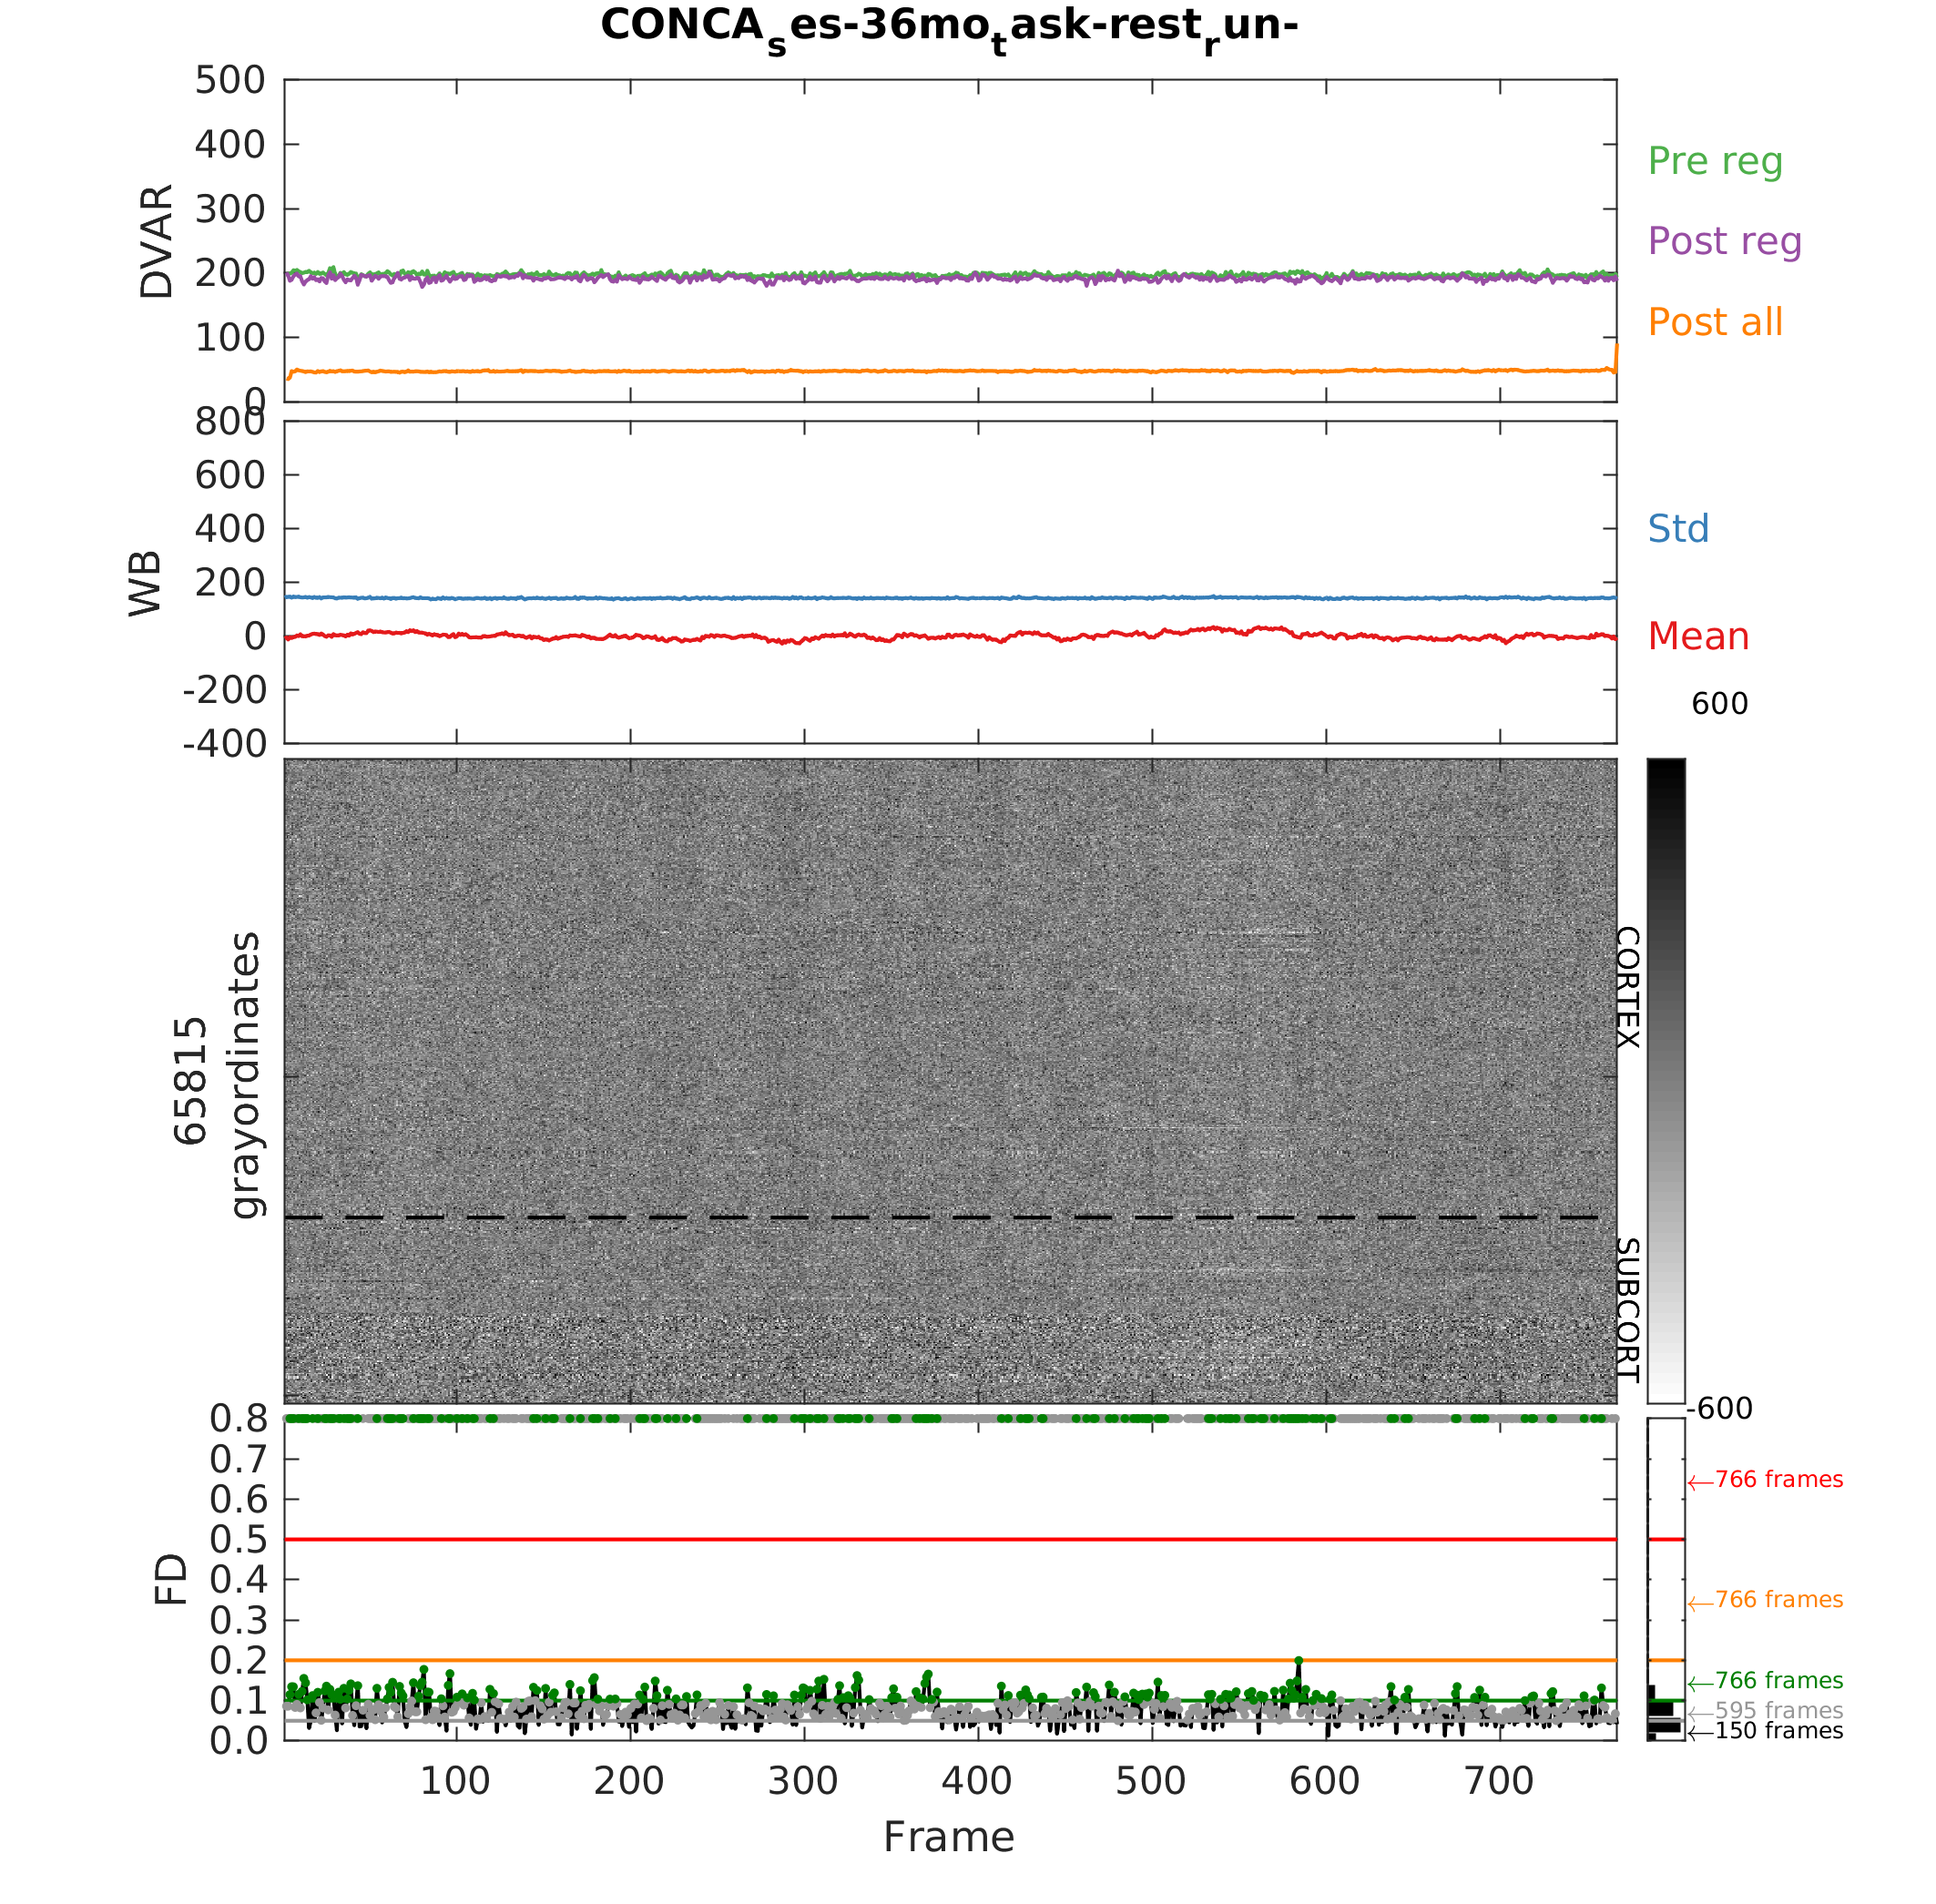 CONCAses-36motask-restrun-
500
400
300
200
100
0
DVAR
Pre reg
Post reg
Post all
800
600
400
200
0
-200
-400
WB
Std
Mean
600
65815
grayordinates
CORTEX
SUBCORT
-600
0.8
0.7
0.6
0.5
0.4
0.3
0.2
0.1
0.0
FD
←766 frames
←766 frames
←766 frames
←595 frames
←150 frames
100 200 300 400 500 600 700
Frame